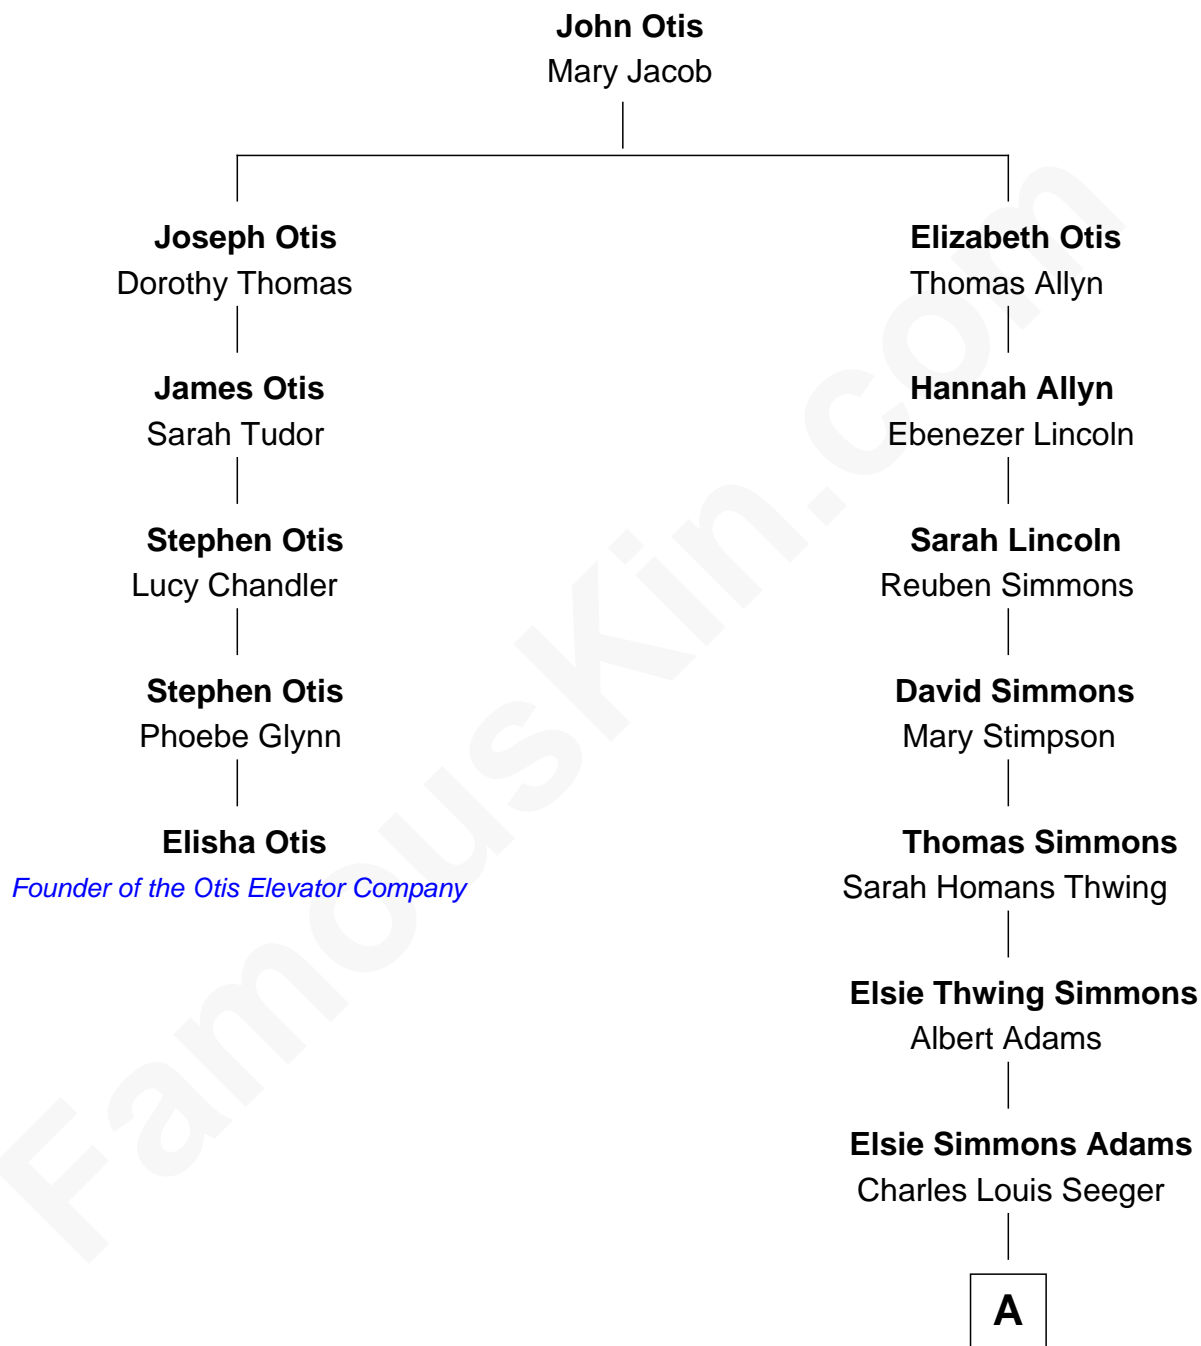 John Otis
Mary Jacob
Joseph Otis
Dorothy Thomas
Elizabeth Otis
Thomas Allyn
James Otis
Sarah Tudor
Hannah Allyn
Ebenezer Lincoln
Stephen Otis
Lucy Chandler
Sarah Lincoln
Reuben Simmons
Stephen Otis
Phoebe Glynn
David Simmons
Mary Stimpson
Elisha Otis
Founder of the Otis Elevator Company
Thomas Simmons
Sarah Homans Thwing
Elsie Thwing Simmons
Albert Adams
Elsie Simmons Adams
Charles Louis Seeger
A
FamousKin.com